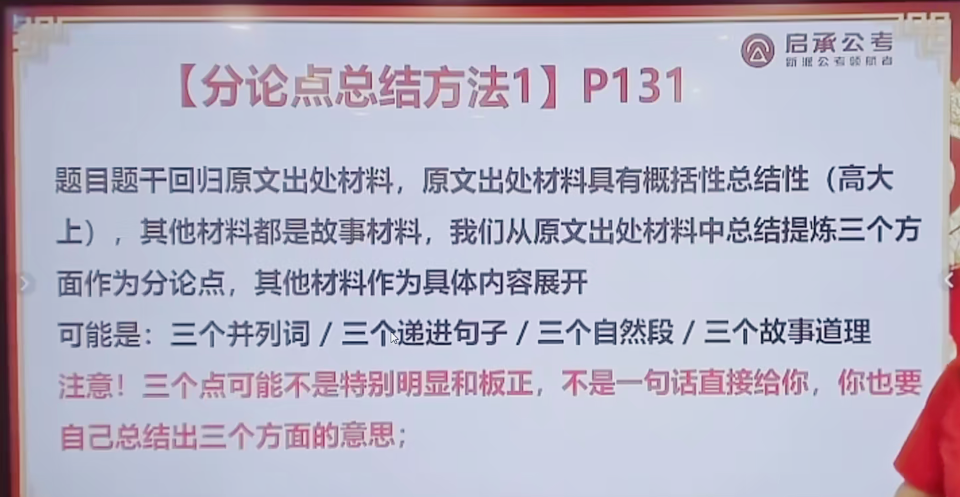 启承公考
新派公考领航者
【分论点总结方法1】P131
题目题干回归原文出处材料，原文出处材料具有概括性总结性（高大
上），其他材料都是故事材料，我们从原文出处材料中总结提炼三个方
面作为分论点，其他材料作为具体内容展开
可能是：三个并列词 / 三个递进句子 / 三个自然段 / 三个故事道理
注意！三个点可能不是特别明显和板正，不是一句话直接给你，你也要
自己总结出三个方面的意思；